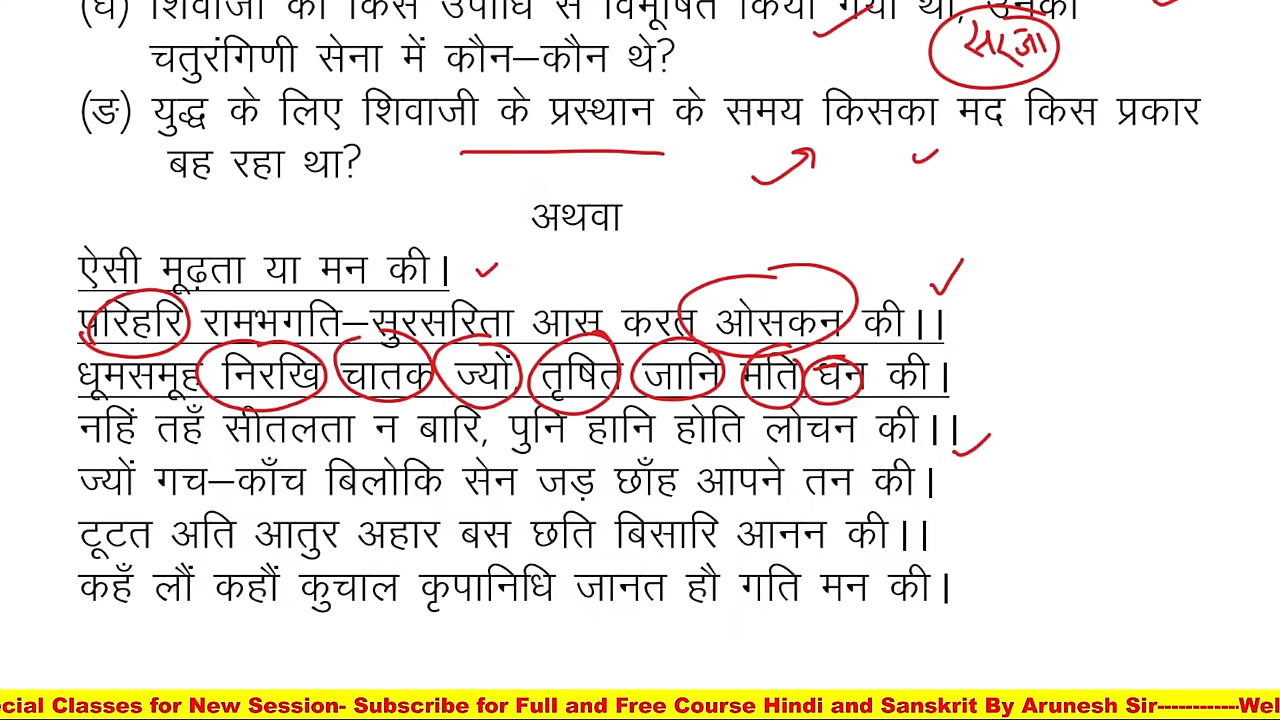 (घ) शिवाजी को किस उपाधि से विभूषित किया गया था, उनकी
सरजा
चतुरंगिणी सेना में कौन–कौन थे?
(ङ) युद्ध के लिए शिवाजी के प्रस्थान के समय किसका मद किस प्रकार
बह रहा था?
अथवा
ऐसी मूढ़ता या मन की।
परिहरि रामभगति–सुरसरिता आस करत ओसकन की।।
धूमसमूह निरखि चातक ज्यों, तृषित जानि मति घन की।
नहिं तहँ सीतलता न बारि, पुनि हानि होति लोचन की।।
ज्यों गच–काँच बिलोकि सेन जड़ छाँह आपने तन की।
टूटत अति आतुर अहार बस छति बिसारि आनन की।।
कहँ लौं कहौं कुचाल कृपानिधि जानत हौ गति मन की।
ecial Classes for New Session- Subscribe for Full and Free Course Hindi and Sanskrit By Arunesh Sir------------Wel